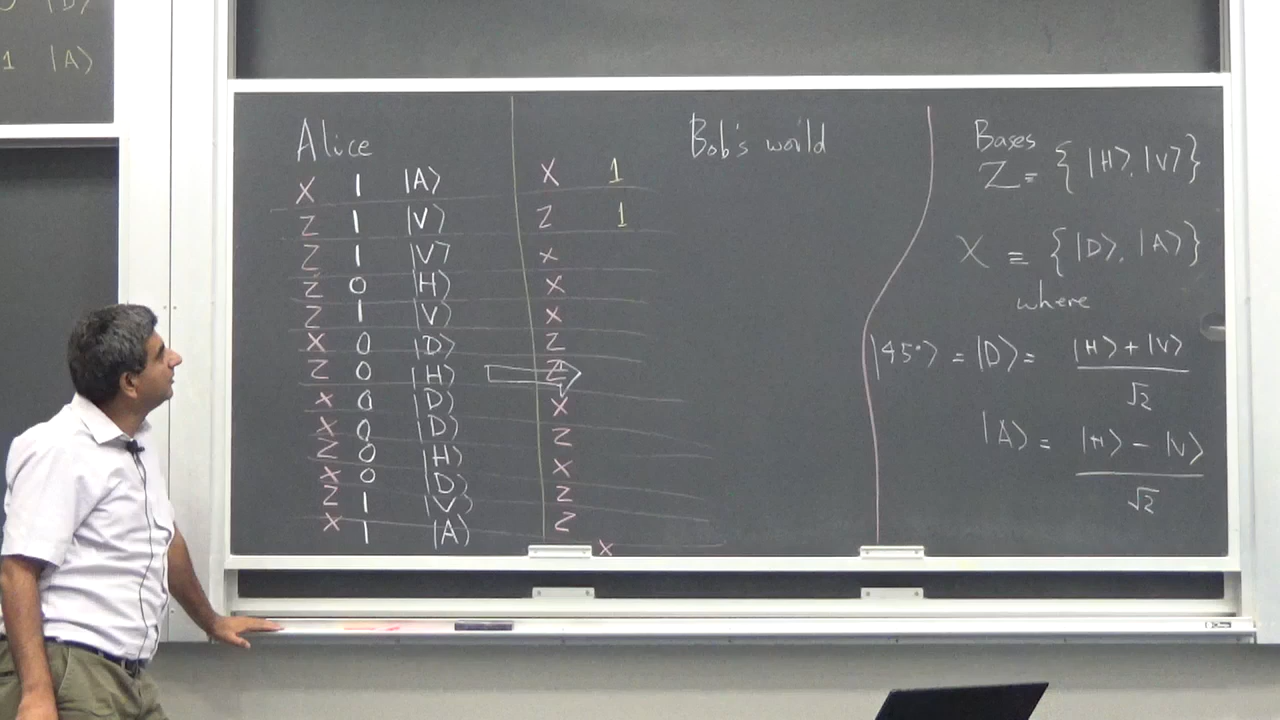 |D⟩
1 |A⟩
Alice
X 1 |A⟩
Z 1 |V⟩
Z 1 |V⟩
Z 0 |H⟩
Z 1 |V⟩
X 0 |D⟩
Z 0 |H⟩
X 0 |D⟩
X 0 |D⟩
Z 0 |H⟩
X 0 |D⟩
Z 1 |V⟩
X 1 |A⟩
Bob's world
X 1
Z 1
X
X
X
Z
Z
X
Z
X
Z
Z
X
Bases
Z = { |H⟩, |V⟩ }
X ≡ { |D⟩, |A⟩ }
where
|45°⟩ = |D⟩ = |H⟩ + |V⟩
√2
|A⟩ = |H⟩ − |V⟩
√2